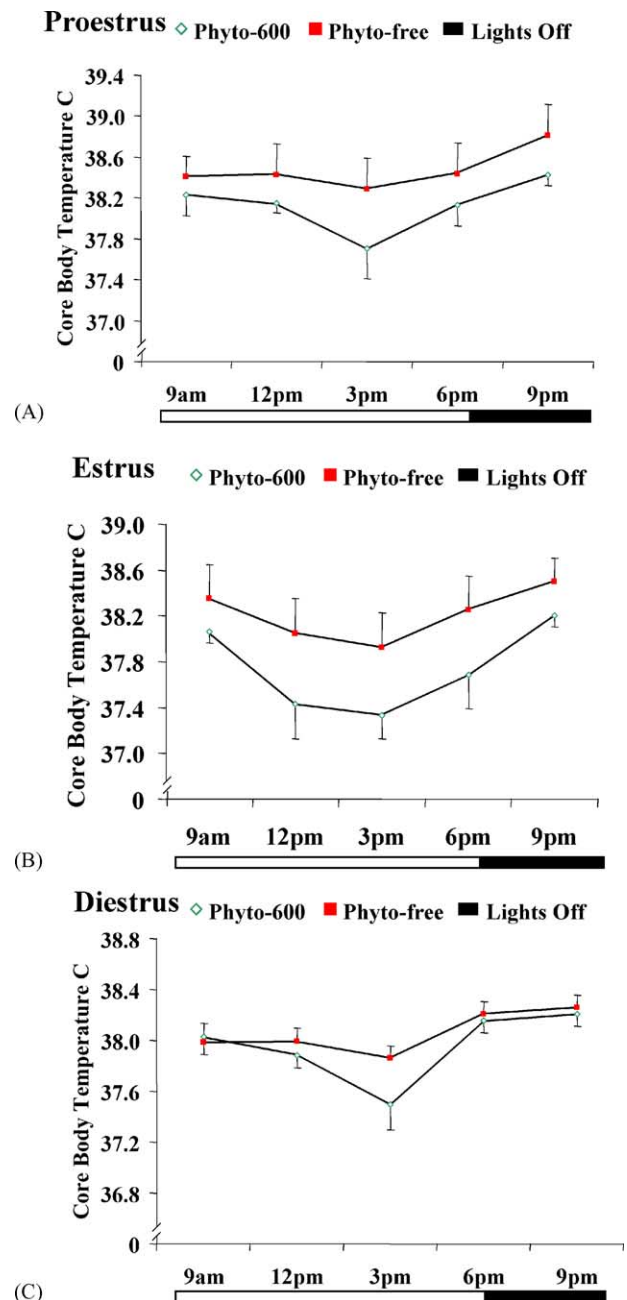 Proestrus ◇ Phyto-600 ■ Phyto-free ■ Lights Off
Core Body Temperature C
39.4
39.0
38.6
38.2
37.8
37.4
37.0
0
9am 12pm 3pm 6pm 9pm
(A)
Estrus ◇ Phyto-600 ■ Phyto-free ■ Lights Off
Core Body Temperature C
39.0
38.6
38.2
37.8
37.4
37.0
0
9am 12pm 3pm 6pm 9pm
(B)
Diestrus ◇ Phyto-600 ■ Phyto-free ■ Lights Off
Core Body Temperature C
38.8
38.4
38.0
37.6
37.2
36.8
0
9am 12pm 3pm 6pm 9pm
(C)